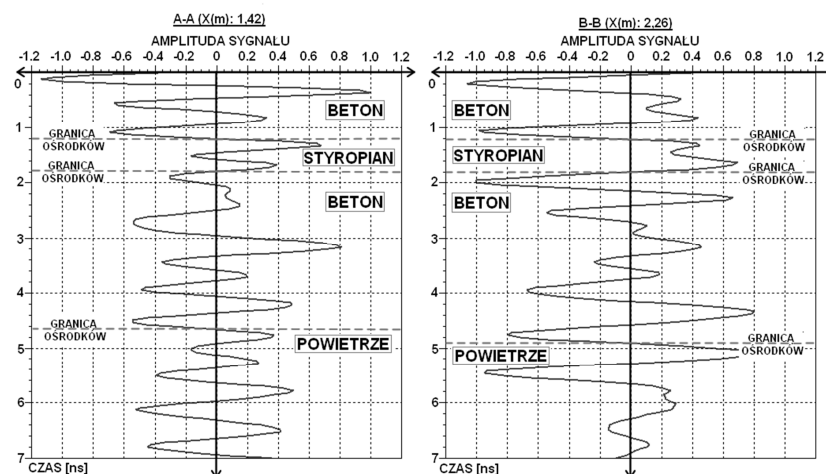 A-A (X(m): 1,42)
AMPLITUDA SYGNALU
-1.2 -1.0 -0.8 -0.6 -0.4 -0.2 0 0.2 0.4 0.6 0.8 1.0 1.2
0
BETON
1
GRANICA
OŚRODKÓW
STYROPIAN
GRANICA
OŚRODKÓW
2
BETON
3
4
GRANICA
OŚRODKÓW
POWIETRZE
5
6
7
CZAS [ns]
B-B (X(m): 2,26)
AMPLITUDA SYGNALU
-1.2 -1.0 -0.8 -0.6 -0.4 -0.2 0 0.2 0.4 0.6 0.8 1.0 1.2
0
BETON
1
GRANICA
OŚRODKÓW
STYROPIAN
GRANICA
OŚRODKÓW
2
BETON
3
4
GRANICA
OŚRODKÓW
5
POWIETRZE
6
7
CZAS [ns]